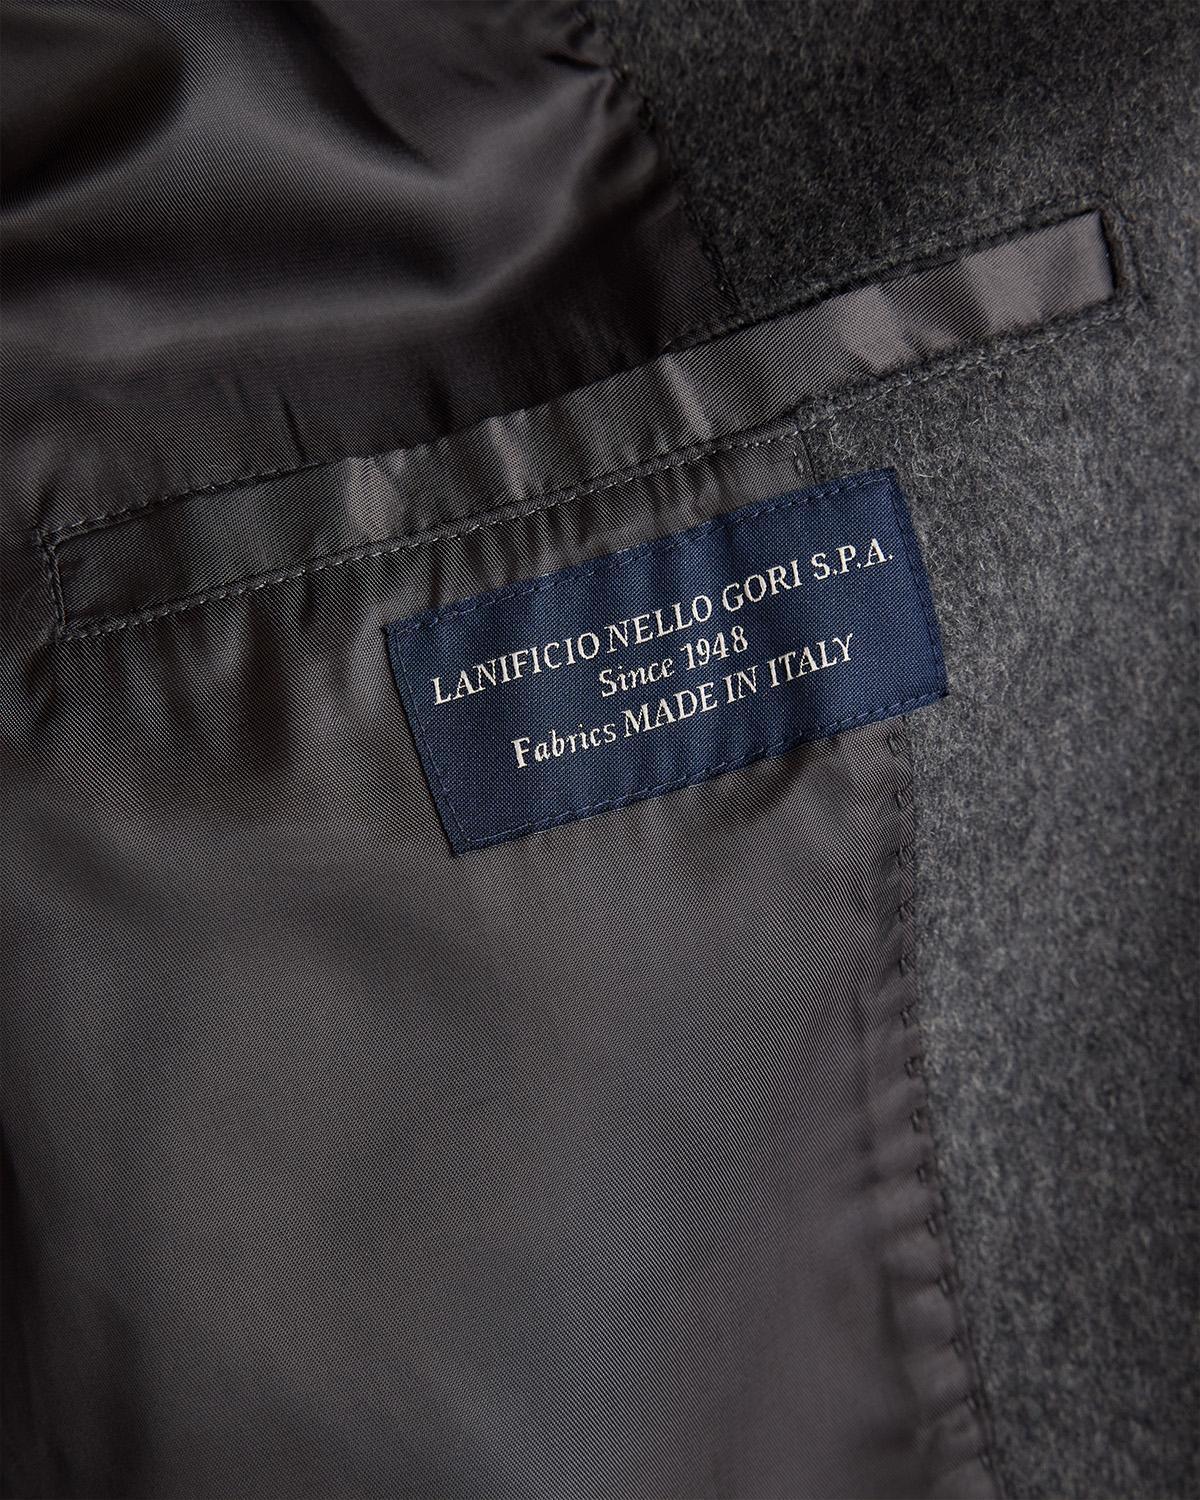 LANIFICIO NELLO GORI S.P.A.
Since 1948
Fabrics MADE IN ITALY